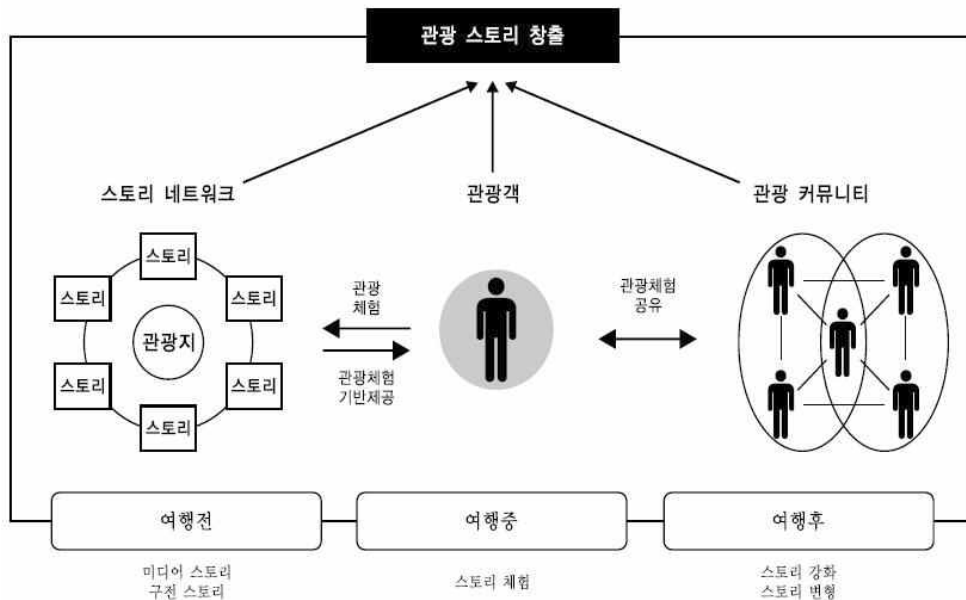 관광 스토리 창출
스토리 네트워크
관광객
관광 커뮤니티
스토리
스토리
스토리
관광지
스토리
스토리
스토리
관광
체험
관광체험
기반제공
관광체험
공유
여행전
여행중
여행후
미디어 스토리
구전 스토리
스토리 체험
스토리 강화
스토리 변형